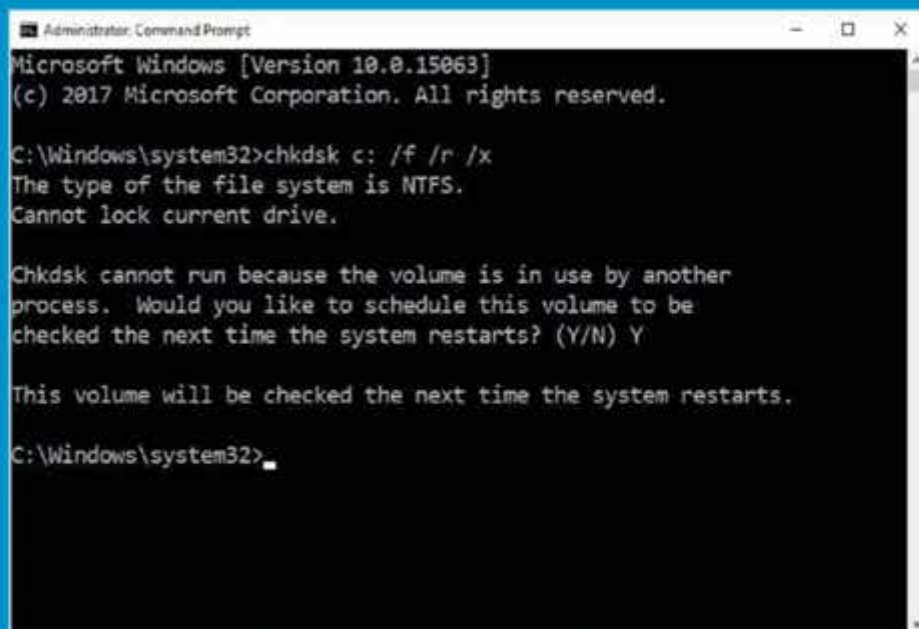 Administrator: Command Prompt
Microsoft Windows [Version 10.0.15063]
(c) 2017 Microsoft Corporation. All rights reserved.
C:\Windows\system32>chkdsk c: /f /r /x
The type of the file system is NTFS.
Cannot lock current drive.
Chkdsk cannot run because the volume is in use by another
process.  Would you like to schedule this volume to be
checked the next time the system restarts? (Y/N) Y
This volume will be checked the next time the system restarts.
C:\Windows\system32>